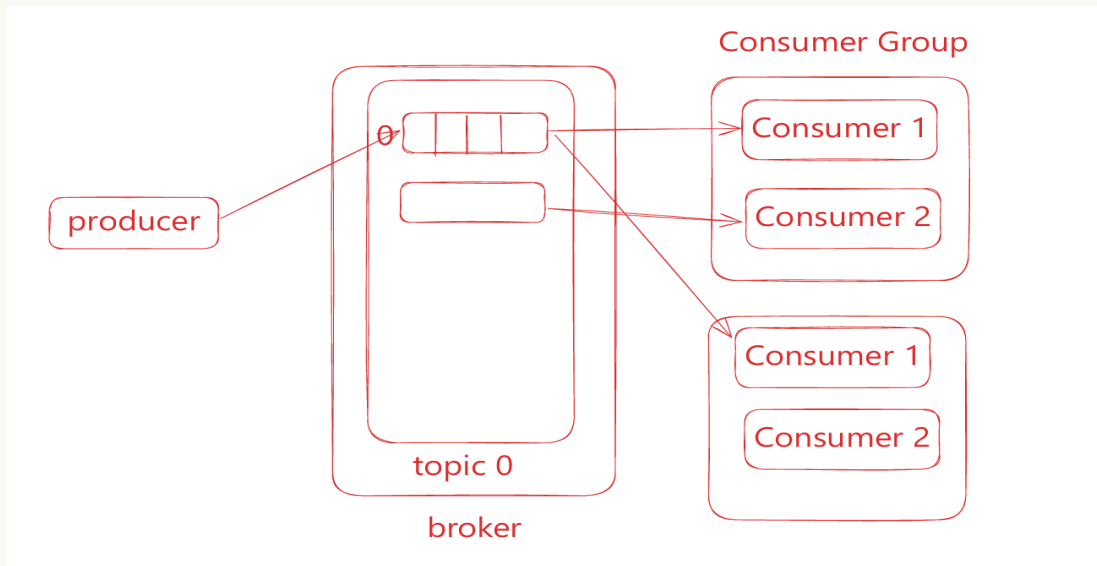 Consumer Group
Consumer 1
0
producer
Consumer 2
Consumer 1
Consumer 2
topic 0
broker